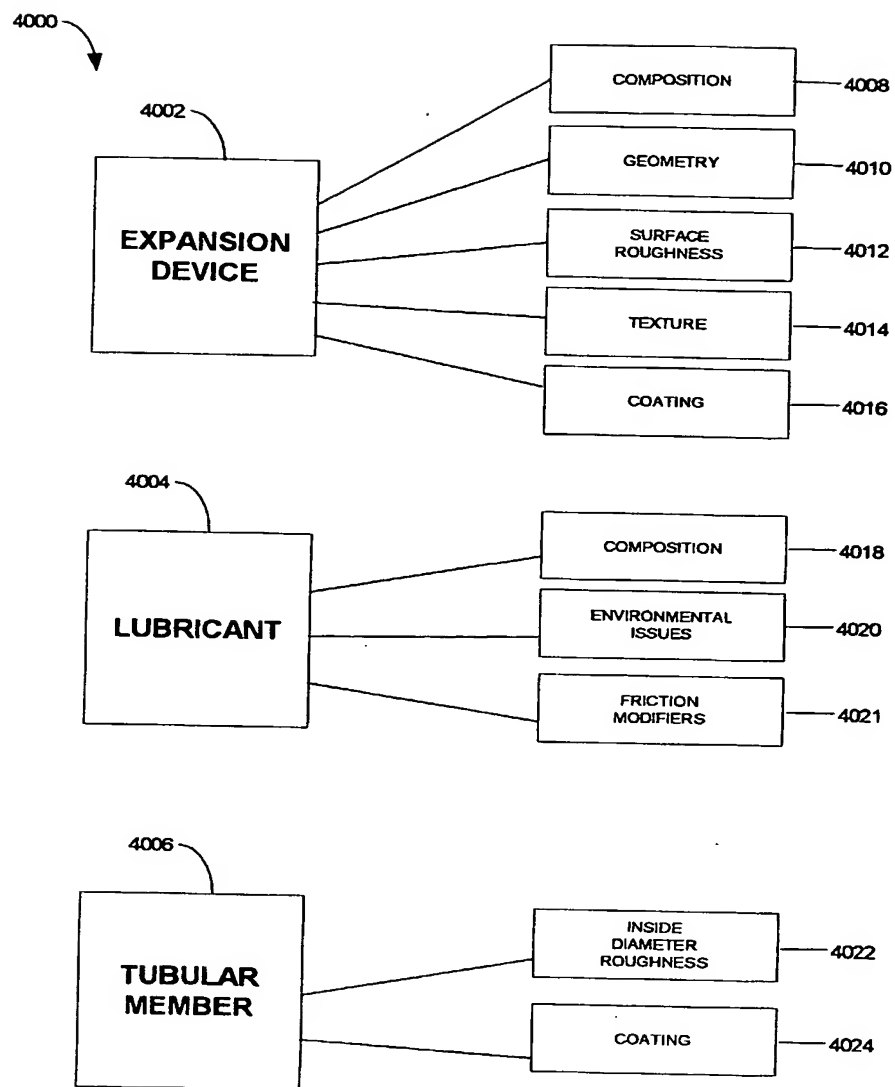 4000
4002
EXPANSION
DEVICE
COMPOSITION
4008
GEOMETRY
4010
SURFACE
ROUGHNESS
4012
TEXTURE
4014
COATING
4016
4004
LUBRICANT
COMPOSITION
4018
ENVIRONMENTAL
ISSUES
4020
FRICTION
MODIFIERS
4021
4006
TUBULAR
MEMBER
INSIDE
DIAMETER
ROUGHNESS
4022
COATING
4024